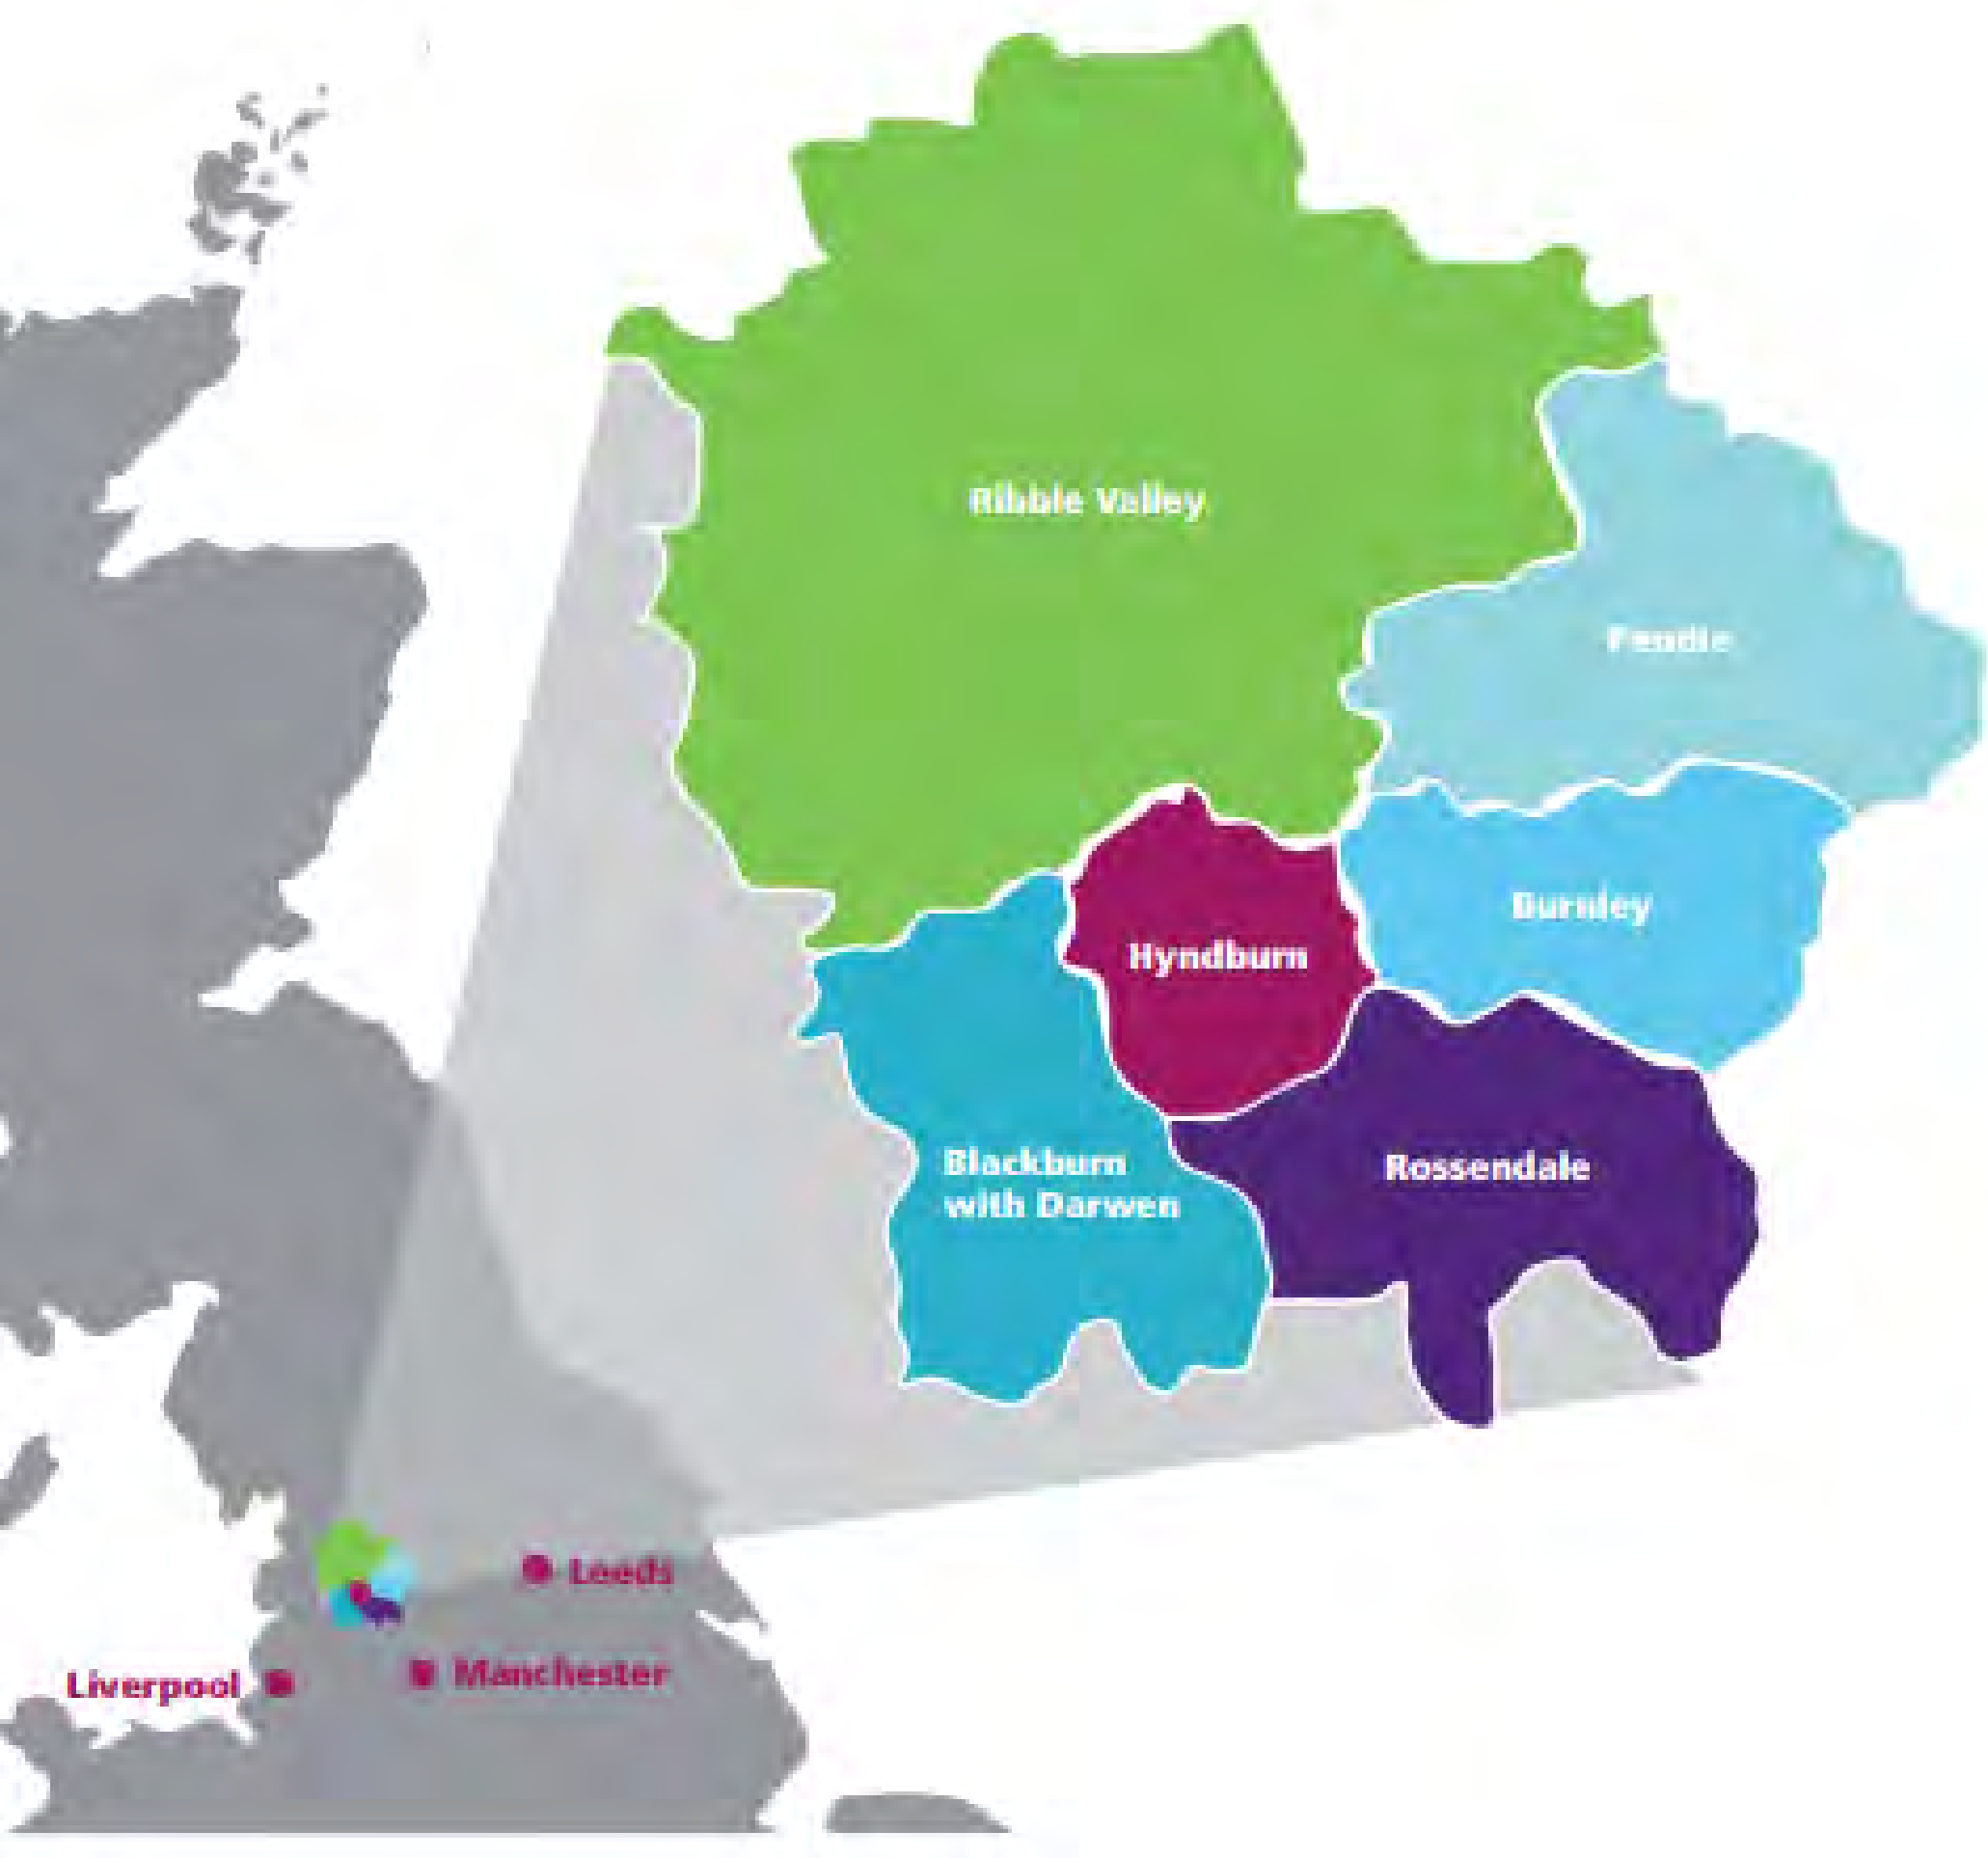 Ribble Valley
Pendle
Burnley
Hyndburn
Blackburn
with Darwen
Rossendale
Leeds
Manchester
Liverpool